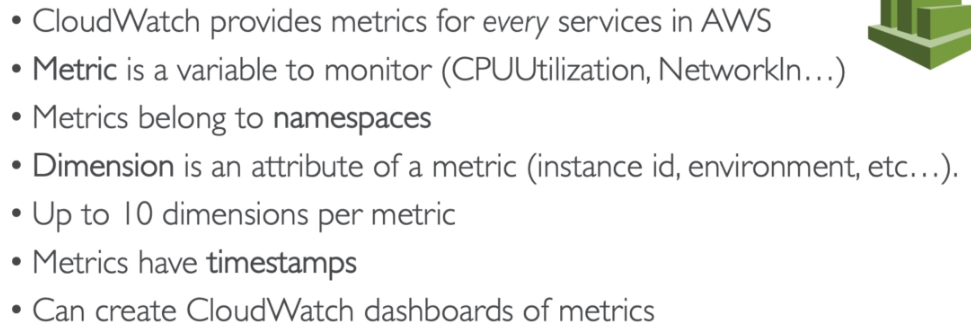 • CloudWatch provides metrics for every services in AWS
• Metric is a variable to monitor (CPUUtilization, NetworkIn…)
• Metrics belong to namespaces
• Dimension is an attribute of a metric (instance id, environment, etc…).
• Up to 10 dimensions per metric
• Metrics have timestamps
• Can create CloudWatch dashboards of metrics